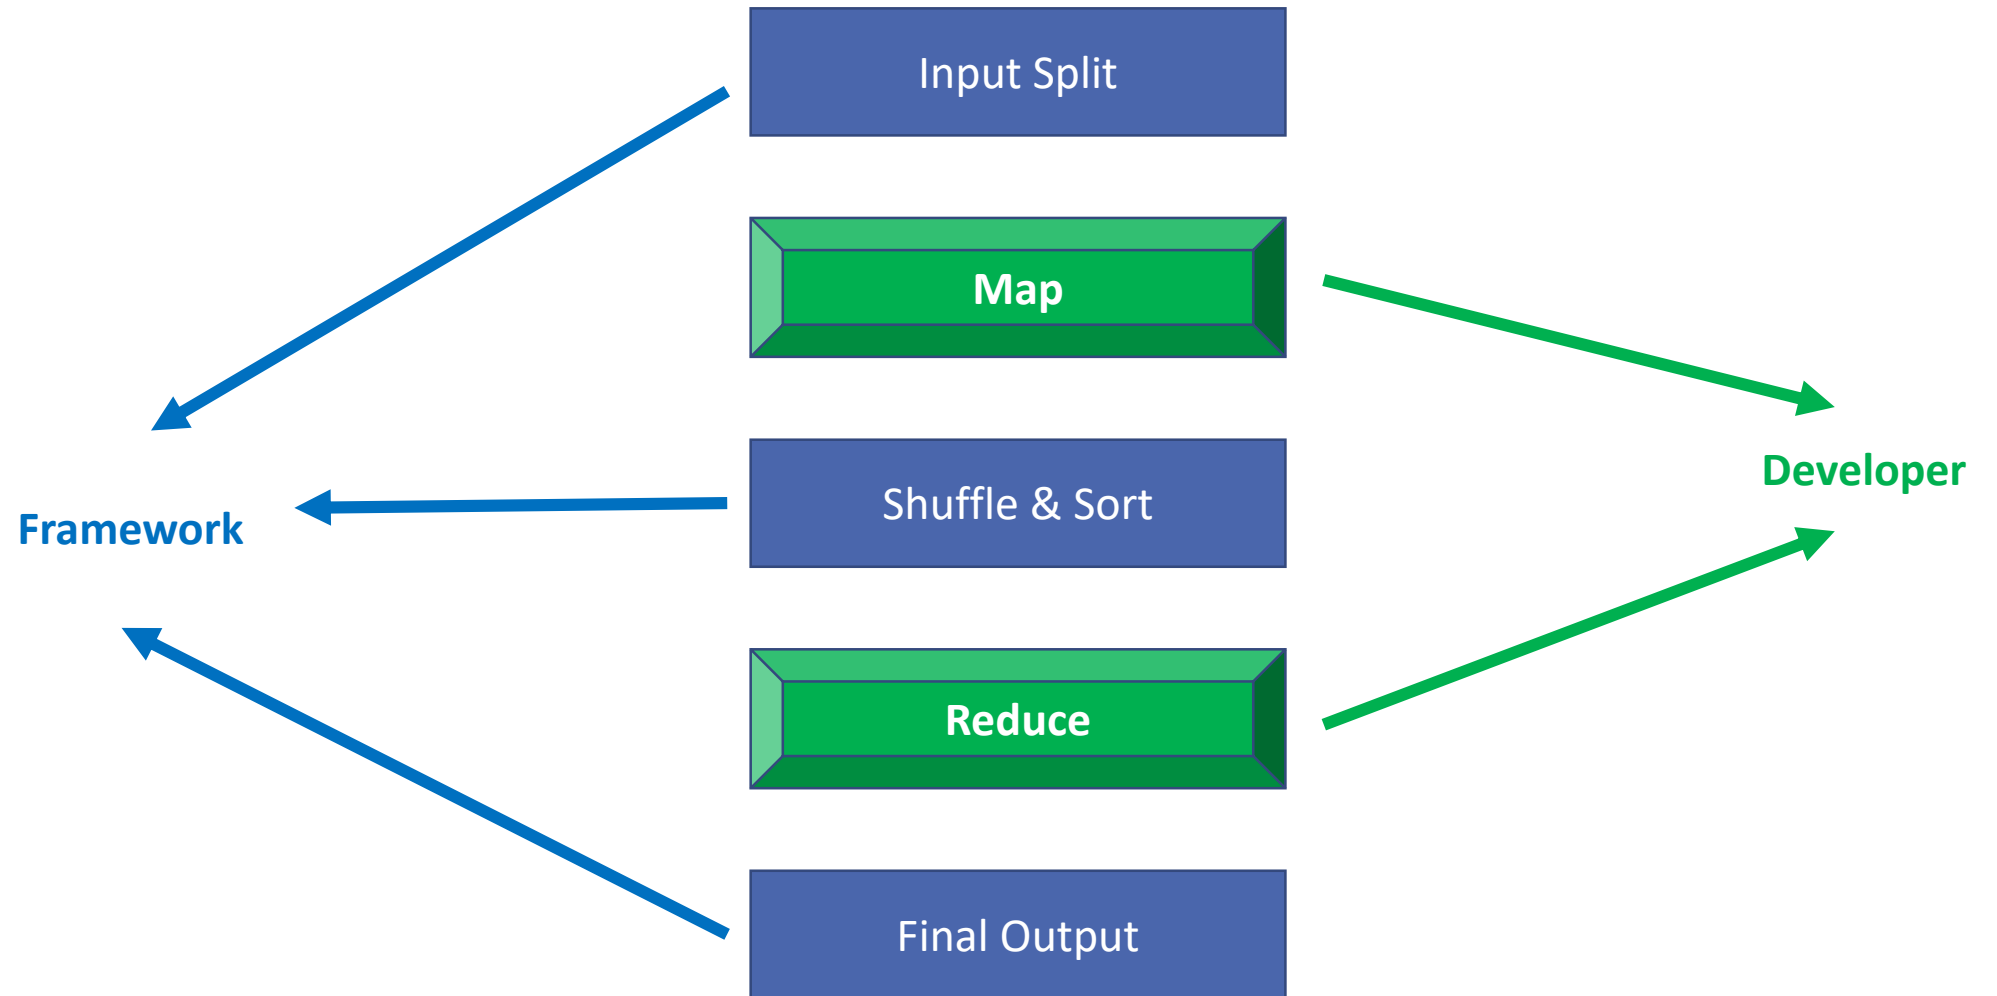 Input Split
Map
Developer
Shuffle & Sort
Framework
Reduce
Final Output